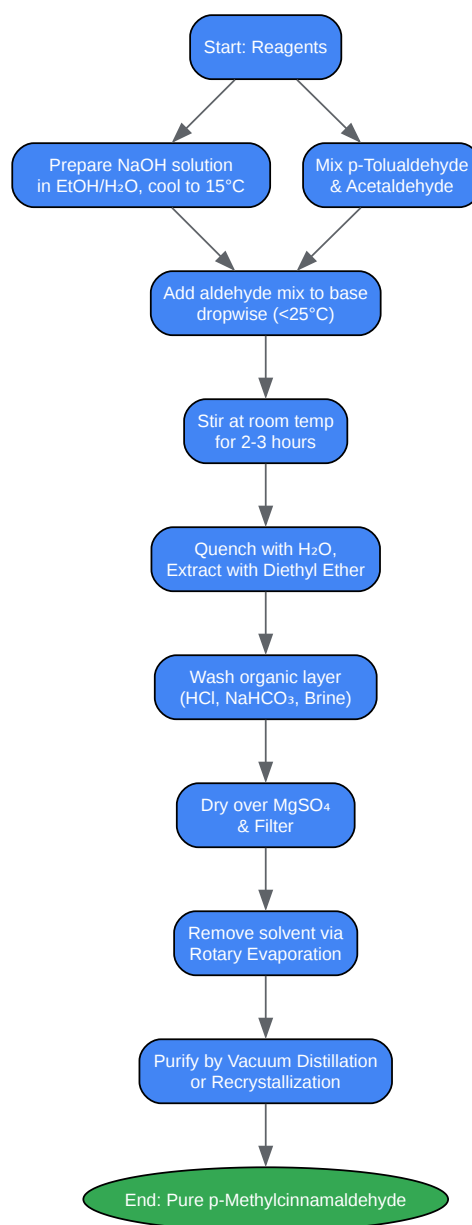 Start: Reagents
Prepare NaOH solution
in EtOH/H₂O, cool to 15°C
Mix p-Tolualdehyde
& Acetaldehyde
Add aldehyde mix to base
dropwise (<25°C)
Stir at room temp
for 2-3 hours
Quench with H₂O,
Extract with Diethyl Ether
Wash organic layer
(HCl, NaHCO₃, Brine)
Dry over MgSO₄
& Filter
Remove solvent via
Rotary Evaporation
Purify by Vacuum Distillation
or Recrystallization
End: Pure p-Methylcinnamaldehyde